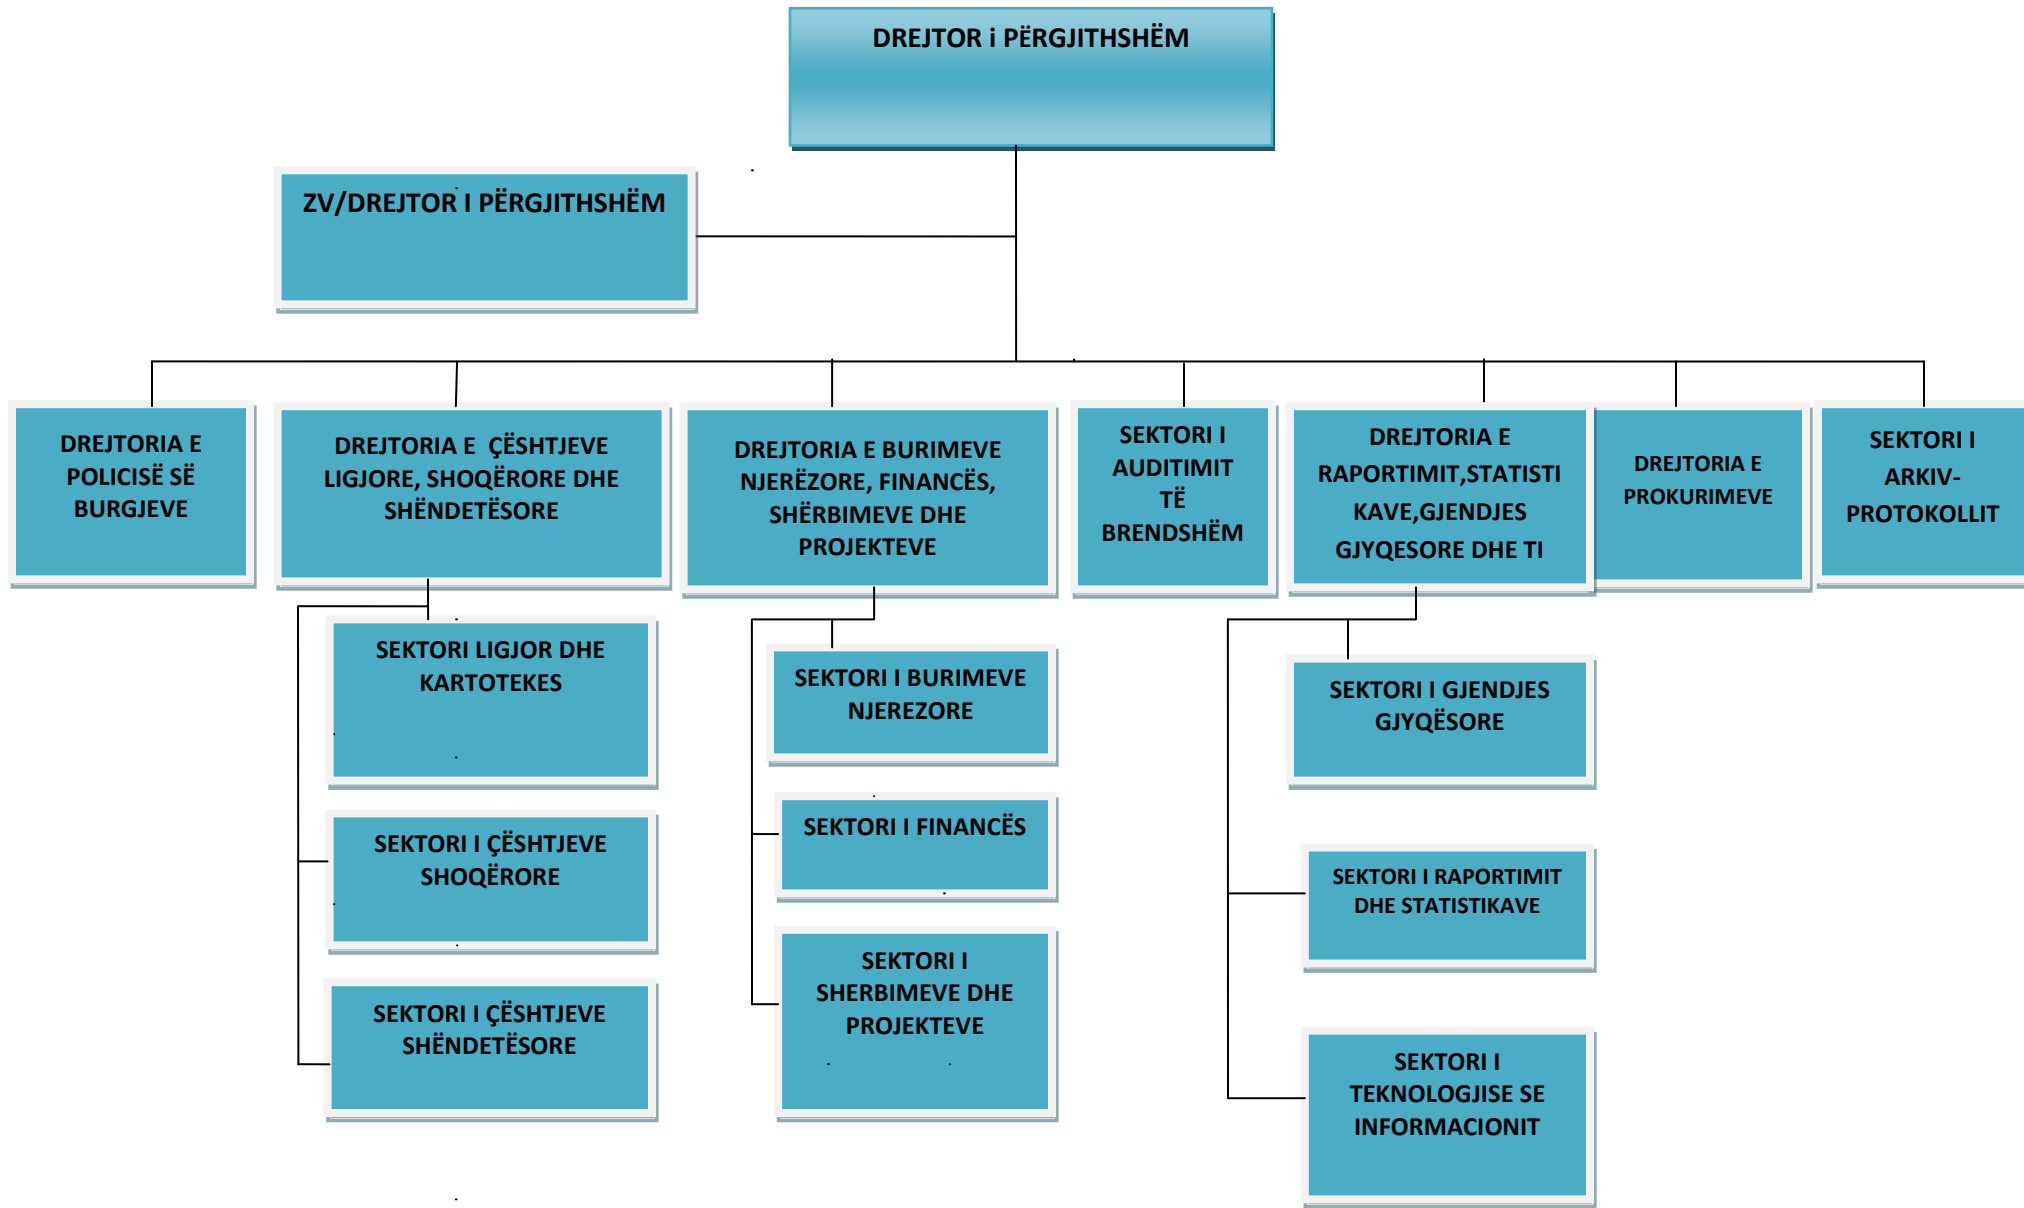 DREJTOR i PËRGJITHSHËM
ZV/DREJTOR I PËRGJITHSHËM
DREJTORIA E
POLICISË SË
BURGJEVE
DREJTORIA E ÇËSHTJEVE
LIGJORE, SHOQËRORE DHE
SHËNDETËSORE
DREJTORIA E BURIMEVE
NJERËZORE, FINANCËS,
SHËRBIMEVE DHE
PROJEKTEVE
SEKTORI I
AUDITIMIT
TË
BRENDSHËM
DREJTORIA E
RAPORTIMIT,STATISTI
KAVE,GJENDJES
GJYQESORE DHE TI
DREJTORIA E
PROKURIMEVE
SEKTORI I
ARKIV-
PROTOKOLLIT
SEKTORI LIGJOR DHE
KARTOTEKES
SEKTORI I ÇËSHTJEVE
SHOQËRORE
SEKTORI I ÇËSHTJEVE
SHËNDETËSORE
SEKTORI I BURIMEVE
NJEREZORE
SEKTORI I FINANCËS
SEKTORI I
SHERBIMEVE DHE
PROJEKTEVE
SEKTORI I GJENDJES
GJYQËSORE
SEKTORI I RAPORTIMIT
DHE STATISTIKAVE
SEKTORI I
TEKNOLOGJISE SE
INFORMACIONIT